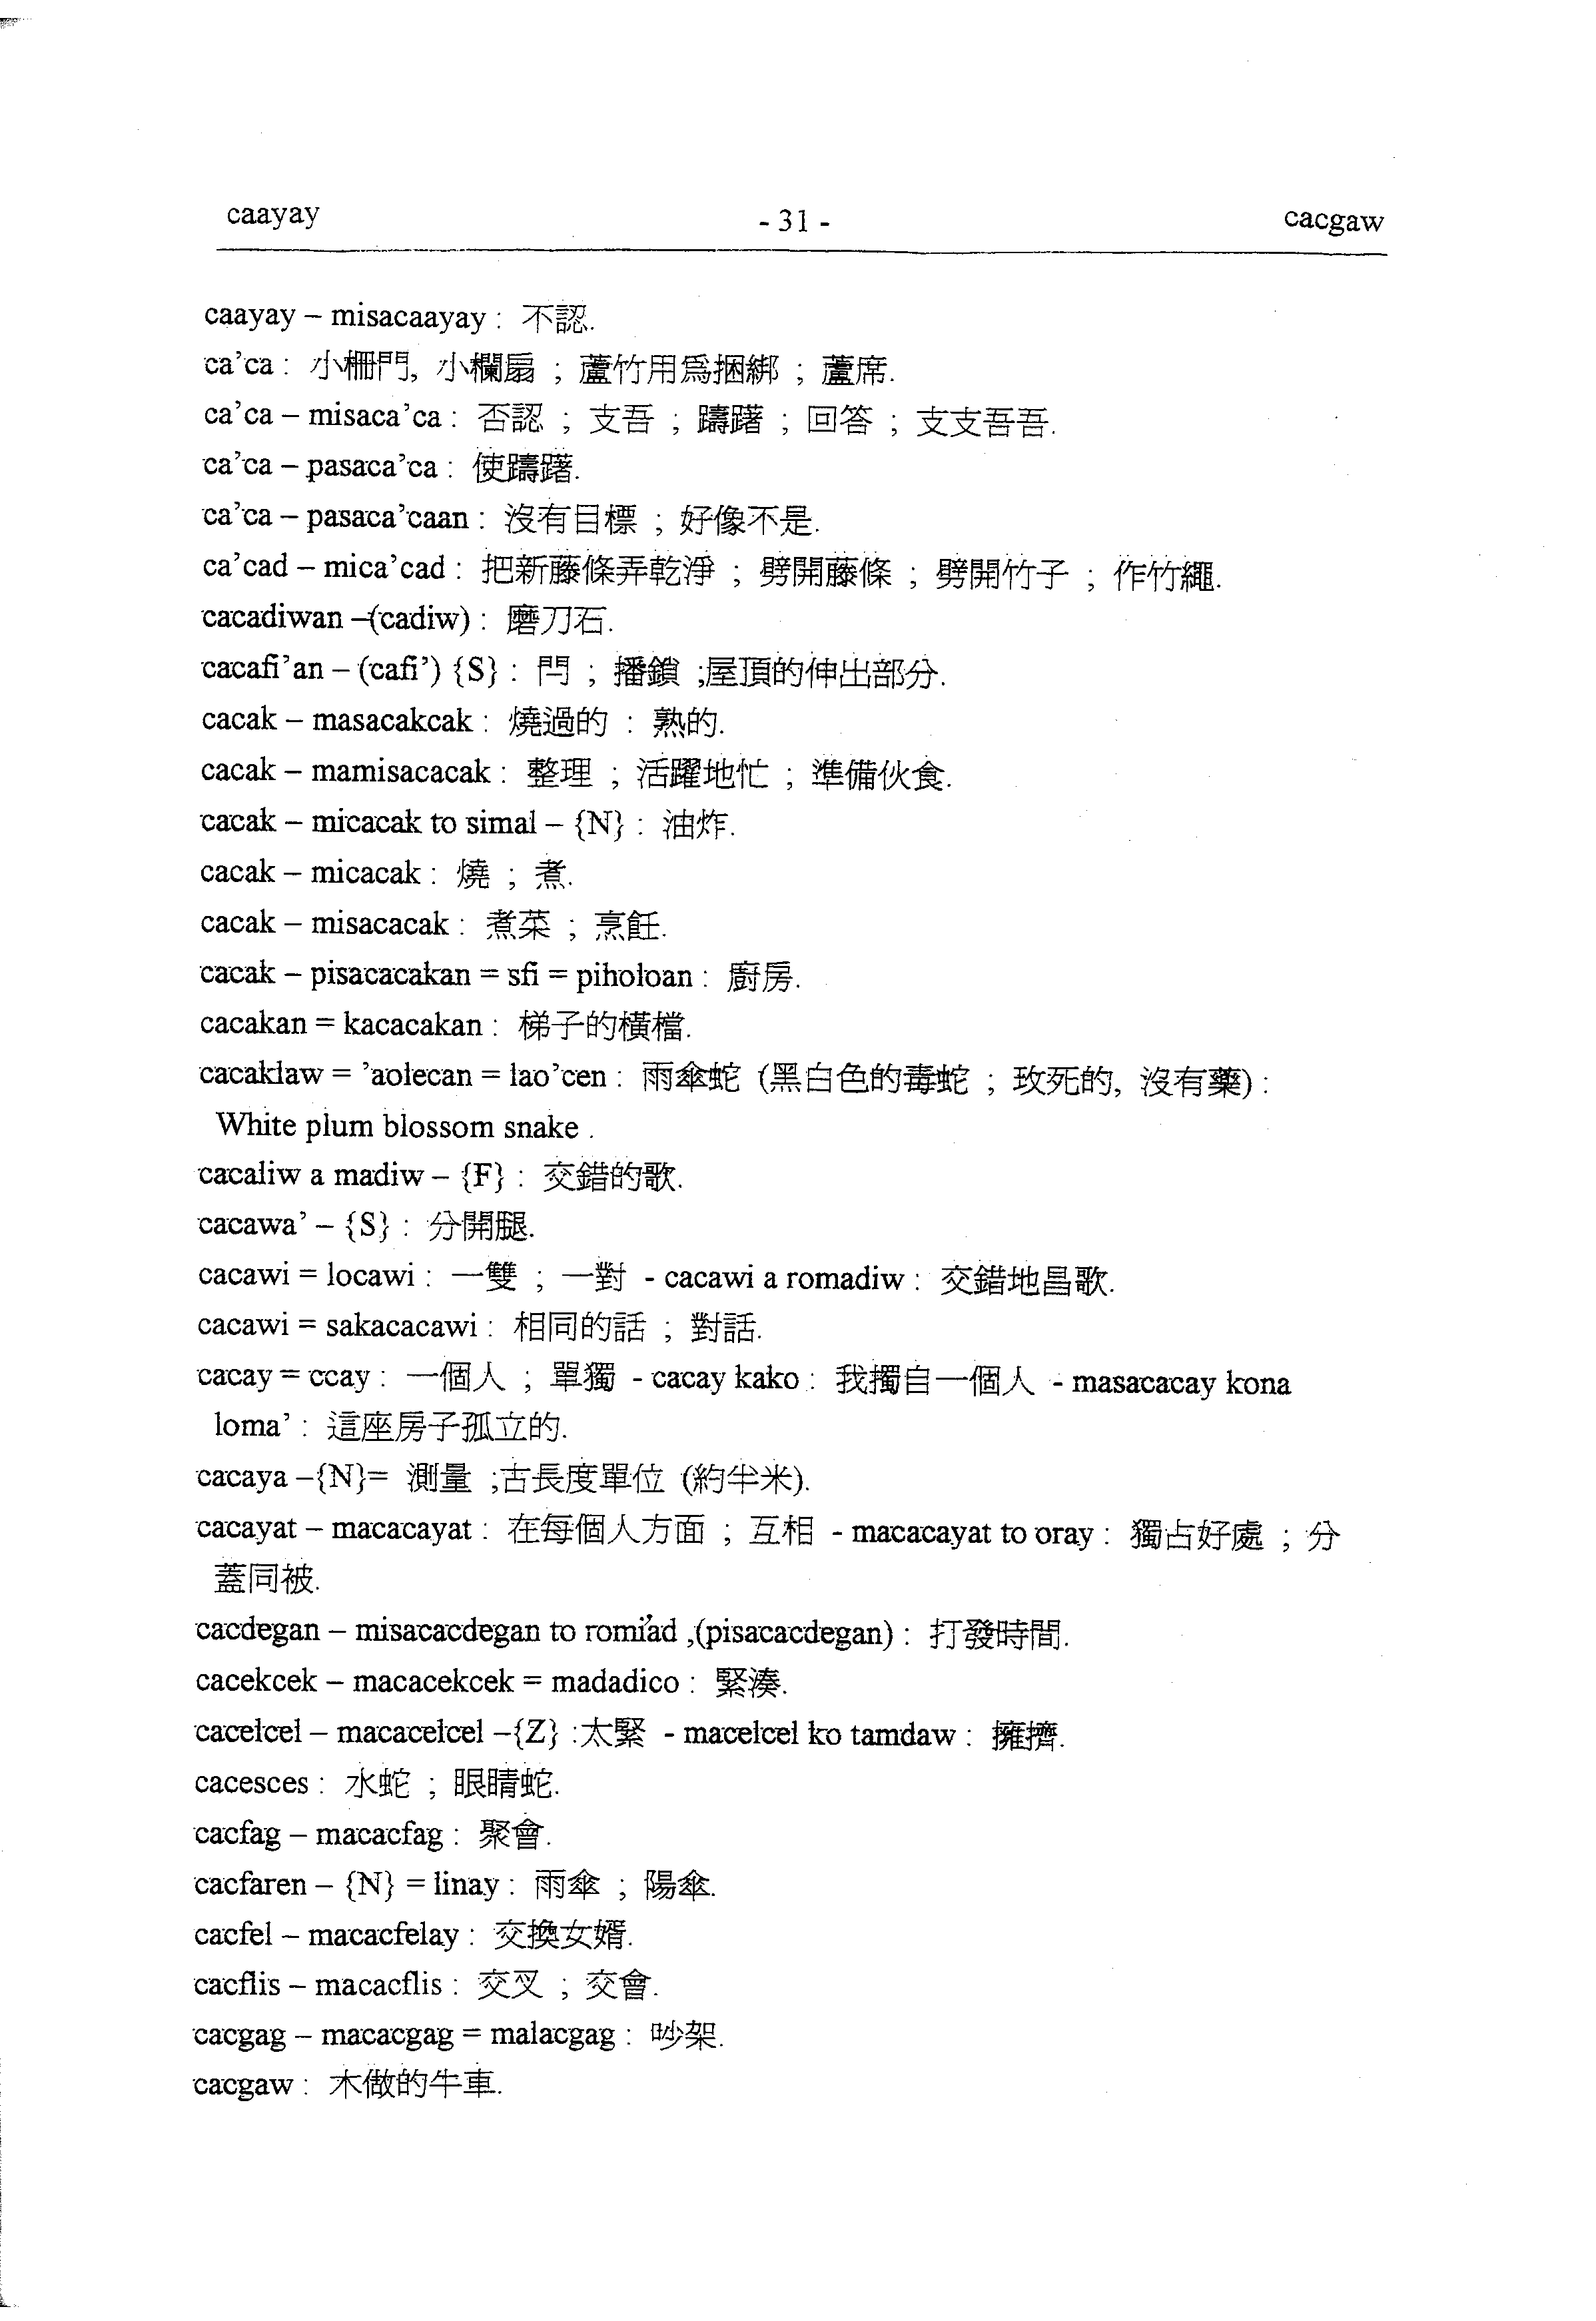 caayay - 31 - cacgaw
caayay – misacaayay : 不認.
ca’ca : 小柵門, 小欄扇 ; 蘆竹用爲捆綁 ; 蘆席.
ca’ca – misaca’ca : 否認 ; 支吾 ; 躊躇 ; 回答 ; 支支吾吾.
ca’ca – pasaca’ca : 使躊躇.
ca’ca – pasaca’caan : 沒有目標 ; 好像不是.
ca’cad – mica’cad : 把新藤條弄乾淨 ; 劈開藤條 ; 劈開竹子 ; 作竹繩.
cacadiwan –(cadiw) : 磨刀石.
cacafi’an – (cafi’) {S} : 閂 ; 播鎖 ;屋頂的伸出部分.
cacak – masacakcak : 燒過的 : 熟的.
cacak – mamisacacak : 整理 ; 活躍地忙 ; 準備伙食.
cacak – micacak to simal – {N} : 油炸.
cacak – micacak : 燒 ; 煮.
cacak – misacacak : 煮菜 ; 烹飪.
cacak – pisacacakan = sfi = piholoan : 廚房.
cacakan = kacacakan : 梯子的橫檔.
cacaklaw = ’aolecan = lao’cen : 雨傘蛇 (黑白色的毒蛇 ; 玫死的, 沒有藥) :
White plum blossom snake .
cacaliw a madiw – {F} : 交錯的歌.
cacawa’ – {S} : 分開腿.
cacawi = locawi : 一雙 ; 一對 - cacawi a romadiw : 交錯地昌歌.
cacawi = sakacacawi : 相同的話 ; 對話.
cacay = ccay : 一個人 ; 單獨 - cacay kako : 我擉自一個人 - masacacay kona
loma’ : 這座房子孤立的.
cacaya –{N}= 測量 ;古長度單位 (約半米).
cacayat – macacayat : 在每個人方面 ; 互相 - macacayat to oray : 獨占好處 ; 分
蓋同被.
cacdegan – misacacdegan to romi’ad ,(pisacacdegan) : 打發時間.
cacekcek – macacekcek = madadico : 緊湊.
cacelcel – macacelcel –{Z} :太緊 - macelcel ko tamdaw : 擁擠.
cacesces : 水蛇 ; 眼睛蛇.
cacfag – macacfag : 聚會.
cacfaren – {N} = linay : 雨傘 ; 陽傘.
cacfel – macacfelay : 交換女婿.
cacflis – macacflis : 交叉 ; 交會.
cacgag – macacgag = malacgag : 吵架.
cacgaw : 木做的牛車.